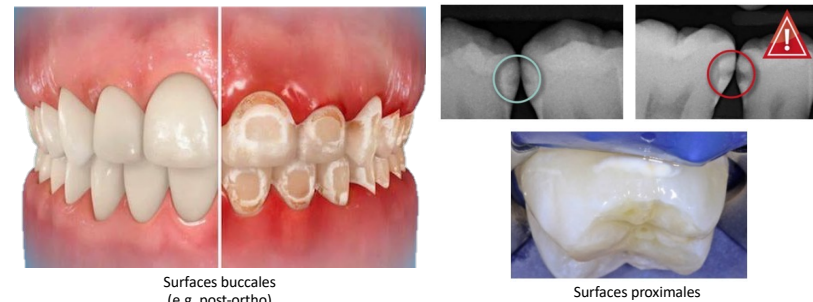 Surfaces buccales
(e.g. post-ortho)
Surfaces proximales